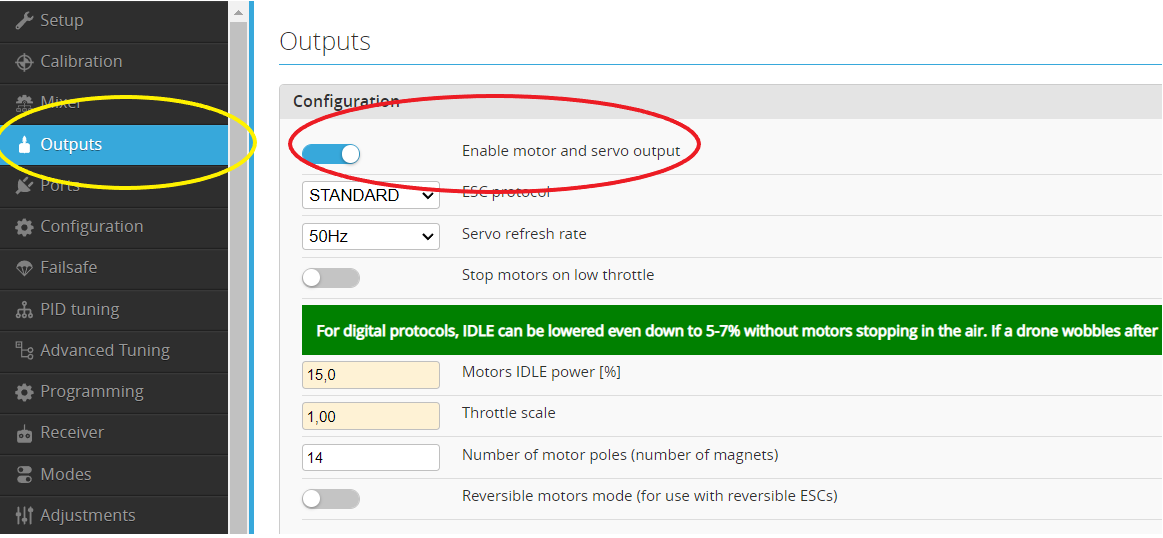 Setup
Calibration
Mixer
Outputs
Ports
Configuration
Failsafe
PID tuning
Advanced Tuning
Programming
Receiver
Modes
Adjustments
Outputs
Configuration
Enable motor and servo output
STANDARD ESC protocol
50Hz Servo refresh rate
Stop motors on low throttle
For digital protocols, IDLE can be lowered even down to 5-7% without motors stopping in the air. If a drone wobbles after
15,0 Motors IDLE power [%]
1,00 Throttle scale
14 Number of motor poles (number of magnets)
Reversible motors mode (for use with reversible ESCs)